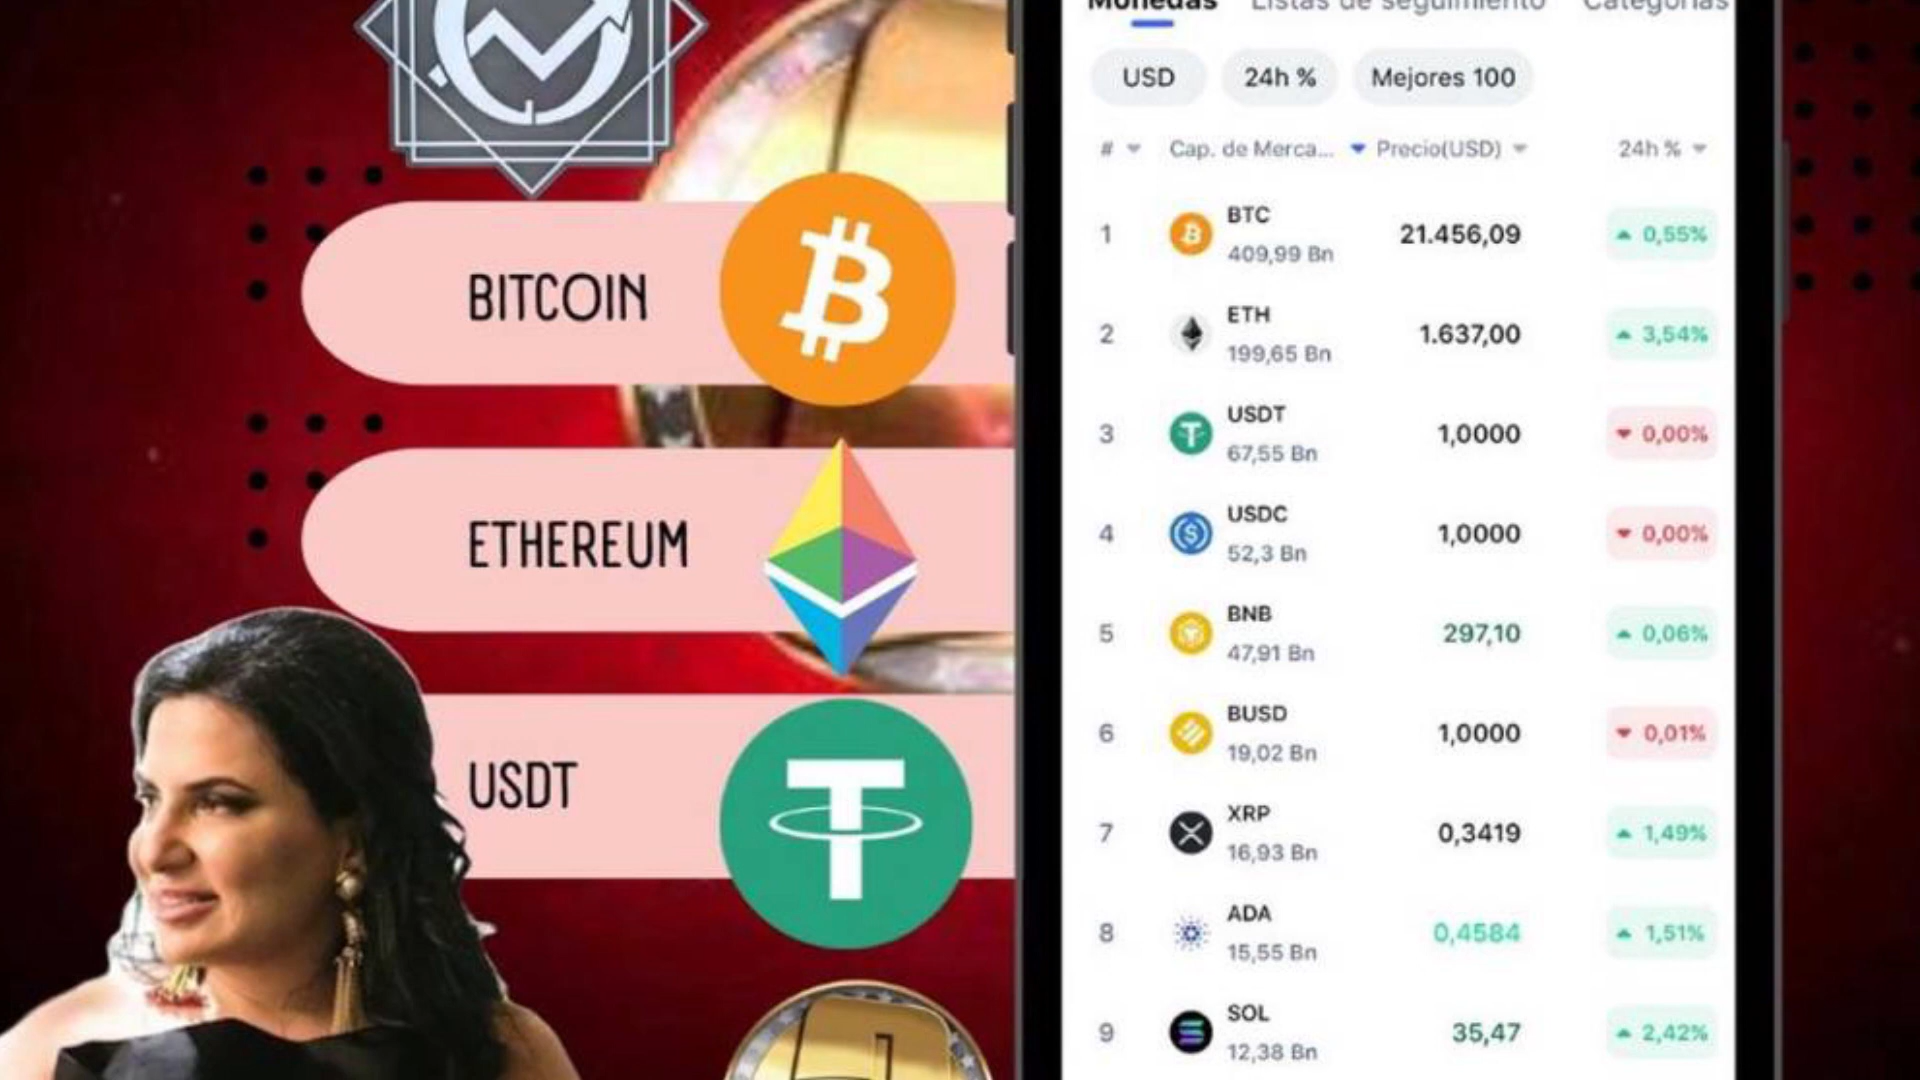 BITCOIN
ETHEREUM
USDT
Monedas Listas de seguimiento Categorías
USD 24h % Mejores 100
# Cap. de Merca... Precio(USD) 24h %
1 BTC 21.456,09 0,55%
409,99 Bn
2 ETH 1.637,00 3,54%
199,65 Bn
3 USDT 1,0000 0,00%
67,55 Bn
4 USDC 1,0000 0,00%
52,3 Bn
5 BNB 297,10 0,06%
47,91 Bn
6 BUSD 1,0000 0,01%
19,02 Bn
7 XRP 0,3419 1,49%
16,93 Bn
8 ADA 0,4584 1,51%
15,55 Bn
9 SOL 35,47 2,42%
12,38 Bn